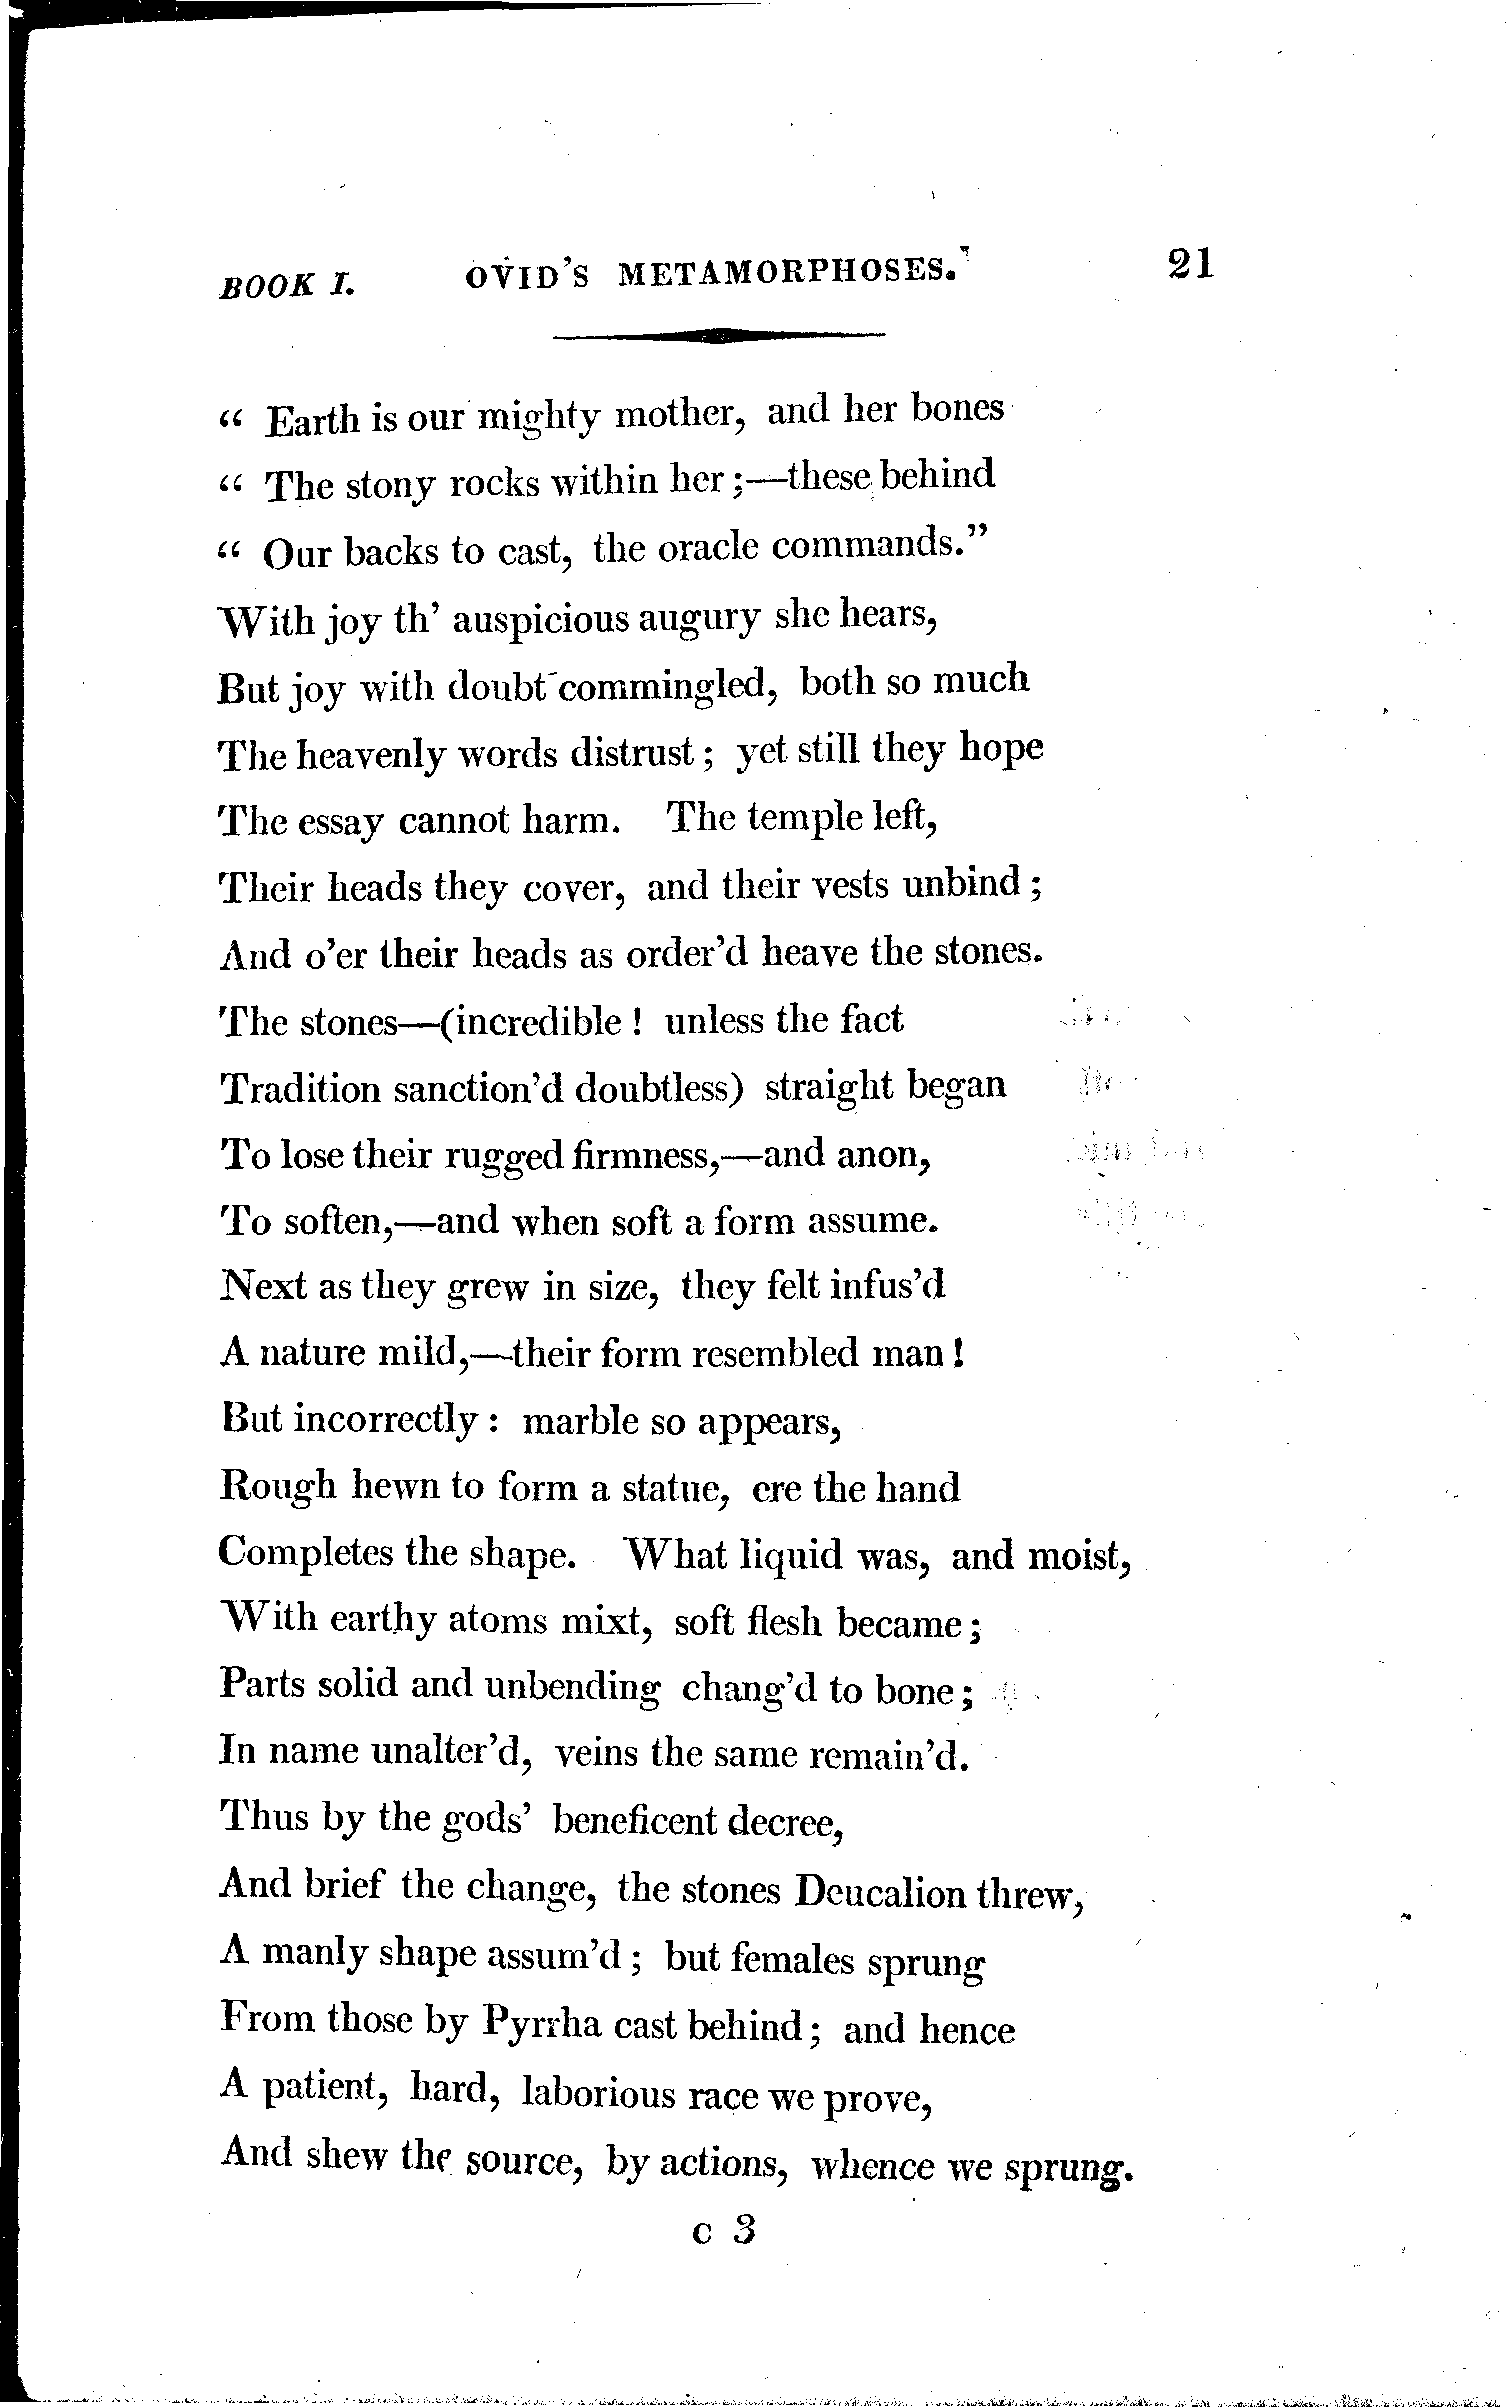 BOOK I. OVID'S METAMORPHOSES. 21
“ Earth is our mighty mother, and her bones
“ The stony rocks within her;—these behind
“ Our backs to cast, the oracle commands.”
With joy th' auspicious augury she hears,
But joy with doubt commingled, both so much
The heavenly words distrust; yet still they hope
The essay cannot harm. The temple left,
Their heads they cover, and their vests unbind;
And o'er their heads as order'd heave the stones.
The stones—(incredible! unless the fact
Tradition sanction'd doubtless) straight began
To lose their rugged firmness,—and anon,
To soften,—and when soft a form assume.
Next as they grew in size, they felt infus'd
A nature mild,—their form resembled man!
But incorrectly: marble so appears,
Rough hewn to form a statue, ere the hand
Completes the shape. What liquid was, and moist,
With earthy atoms mixt, soft flesh became;
Parts solid and unbending chang'd to bone;
In name unalter'd, veins the same remain'd.
Thus by the gods' beneficent decree,
And brief the change, the stones Deucalion threw,
A manly shape assum'd; but females sprung
From those by Pyrrha cast behind; and hence
A patient, hard, laborious race we prove,
And shew the source, by actions, whence we sprung.
C 3